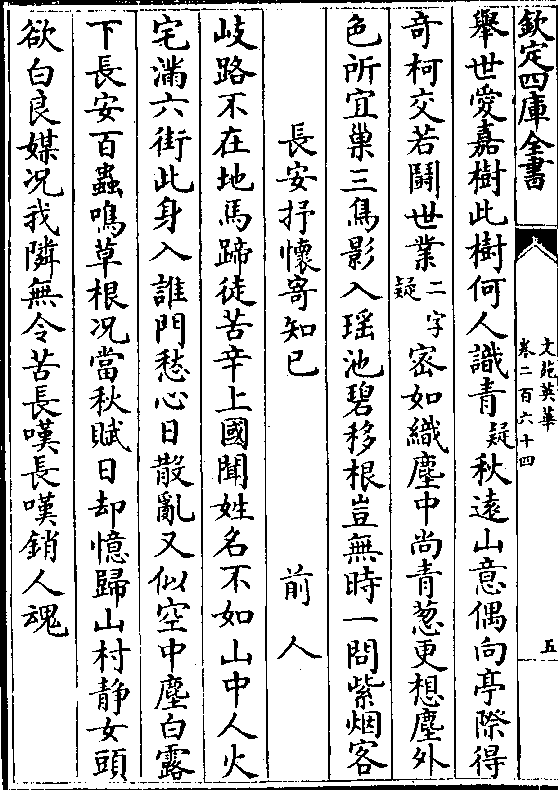 欽定四庫全書
文苑英華
卷二百六十四
五
舉世愛嘉樹此樹何人識青疑秋遠山意偶向亭際得
奇柯交若鬬世業二字疑宻如織塵中尚青葱更想塵外
色所宜巢三鳥影入瑶池碧移根豈無時一問紫烟客
長安抒懷寄知已
前人
岐路不在地馬蹄徒苦辛上國聞姓名不如山中人火
宅滿六街此身入誰門愁心日散亂又似空中塵白露
下長安百蟲鳴草根况當秋賦日却憶歸山村静女頭
欲白良媒况我隣無令苦長嘆長嘆銷人魂